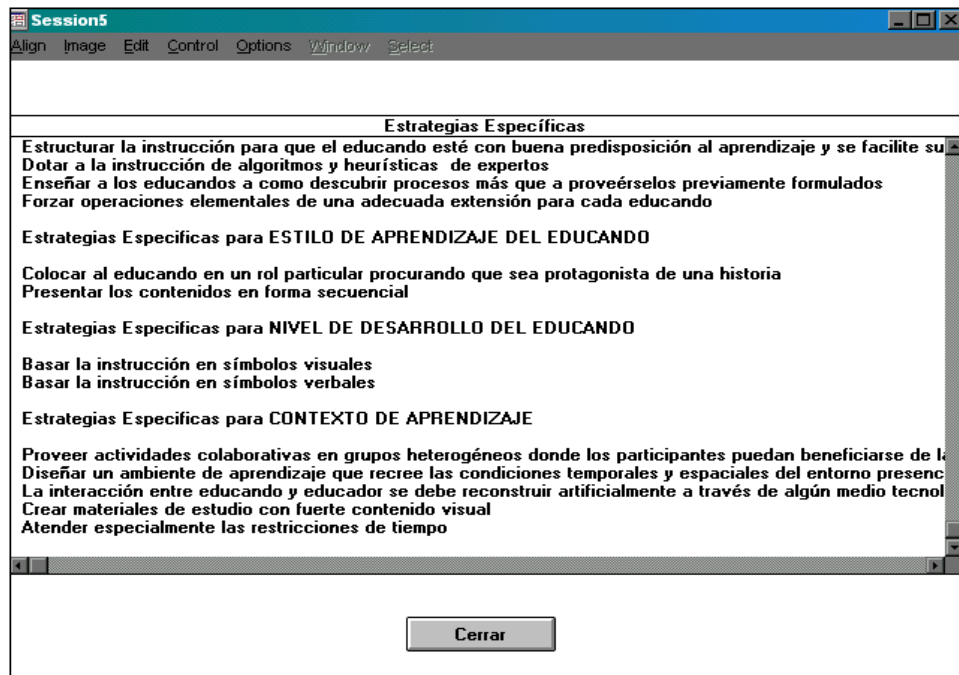 Session5
Align Image Edit Control Options Window Select
Estrategias Específicas
Estructurar la instrucción para que el educando esté con buena predisposición al aprendizaje y se facilite su
Dotar a la instrucción de algoritmos y heurísticas de expertos
Enseñar a los educandos a como descubrir procesos más que a proveérselos previamente formulados
Forzar operaciones elementales de una adecuada extensión para cada educando
Estrategias Especificas para ESTILO DE APRENDIZAJE DEL EDUCANDO
Colocar al educando en un rol particular procurando que sea protagonista de una historia
Presentar los contenidos en forma secuencial
Estrategias Especificas para NIVEL DE DESARROLLO DEL EDUCANDO
Basar la instrucción en símbolos visuales
Basar la instrucción en símbolos verbales
Estrategias Especificas para CONTEXTO DE APRENDIZAJE
Proveer actividades colaborativas en grupos heterogéneos donde los participantes puedan beneficiarse de la
Diseñar un ambiente de aprendizaje que recree las condiciones temporales y espaciales del entorno presenc
La interacción entre educando y educador se debe reconstruir artificialmente a través de algún medio tecnol
Crear materiales de estudio con fuerte contenido visual
Atender especialmente las restricciones de tiempo
Cerrar